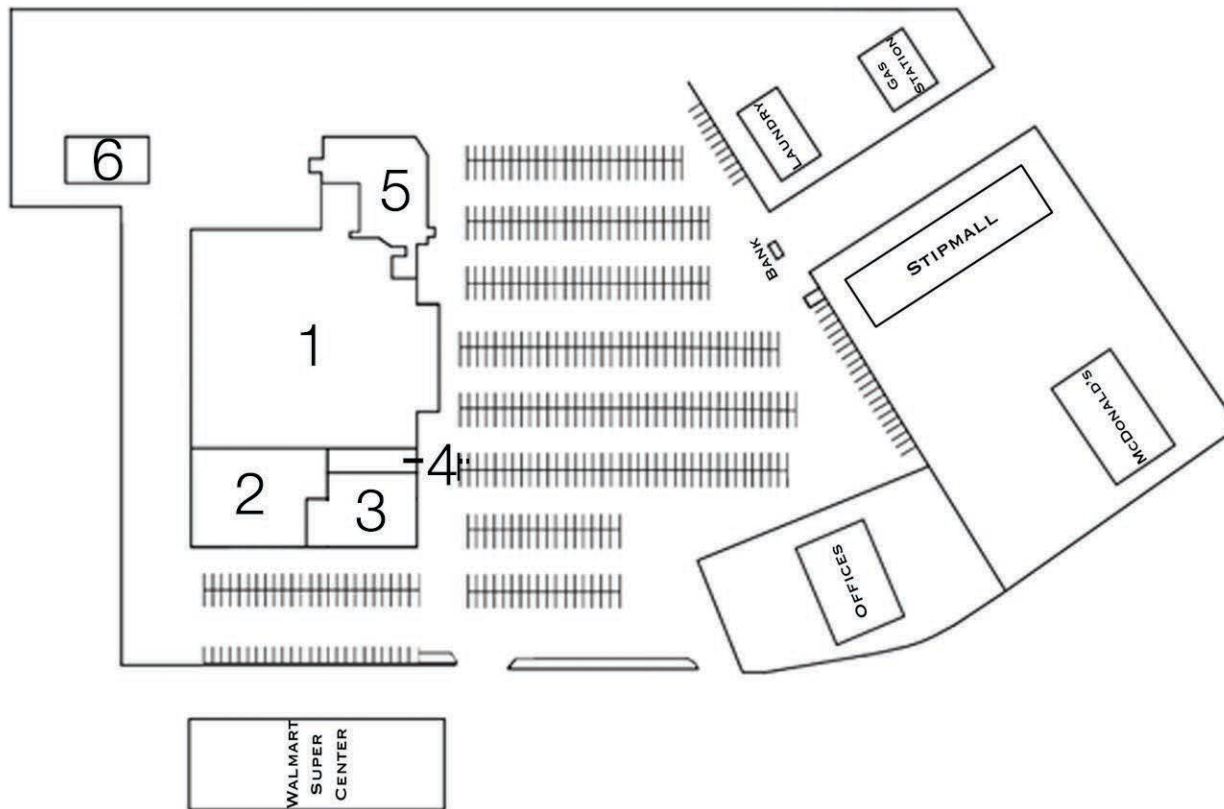 GAS
STATION
LAUNDRY
6
5
STIPMALL
BANK
1
MCDONALD'S
4
2
3
OFFICES
WALMART
SUPER
CENTER